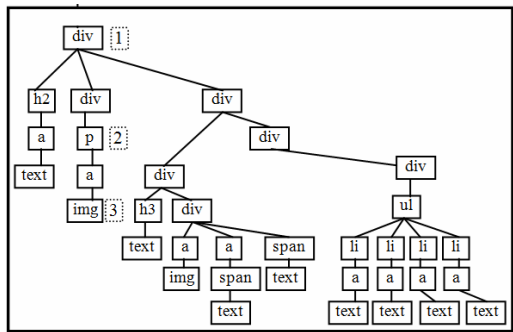 div 1
h2 div div
a p 2 div
text a div div
img 3 h3 div ul
text a a span li li li li
img span text a a a a
text text text text text